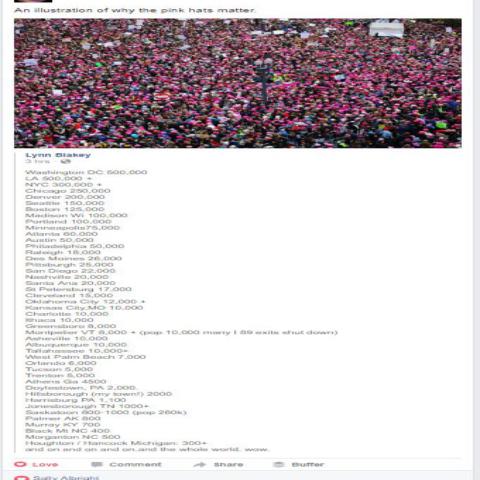 An illustration of why the pink hats matter.
Lynn Blakey
3 hrs
Washington DC 500,000
LA 500,000 +
NYC 300,000 +
Chicago 250,000
Denver 200,000
Seattle 150,000
Boston 125,000
Madison Wi 100,000
Portland 100,000
Minneapolis75,000
Atlanta 60,000
Austin 50,000
Philadelphia 50,000
Raleigh 18,000
Des Moines 26,000
Pittsburgh 25,000
San Diego 22,000
Nashville 20,000
Santa Ana 20,000
St Petersburg 17,000
Cleveland 15,000
Oklahoma City 12,000 +
Kansas City,MO 10,000
Charlotte 10,000
Ithaca 10,000
Greensboro 8,000
Montpelier VT 8,000 + (pop 10,000 many I 89 exits shut down)
Asheville 10,000
Albuquerque 10,000
Tallahassee 10,000+
West Palm Beach 7,000
Orlando 6,000
Tucson 5,000
Trenton 5,000
Athens Ga 4500
Doylestown, PA 2,000.
Hillsborough (my town!) 2000
Harrisburg PA 1,100
Jonesborough TN 1000+
Saskatoon 800-1000 (pop 260k)
Palmer AK 800
Murray KY 700
Black Mt NC 400
Morganton NC 500
Houghton / Hancock Michigan: 300+
and on and on and on.and the whole world. wow.
Love Comment Share Buffer
Sally Albright